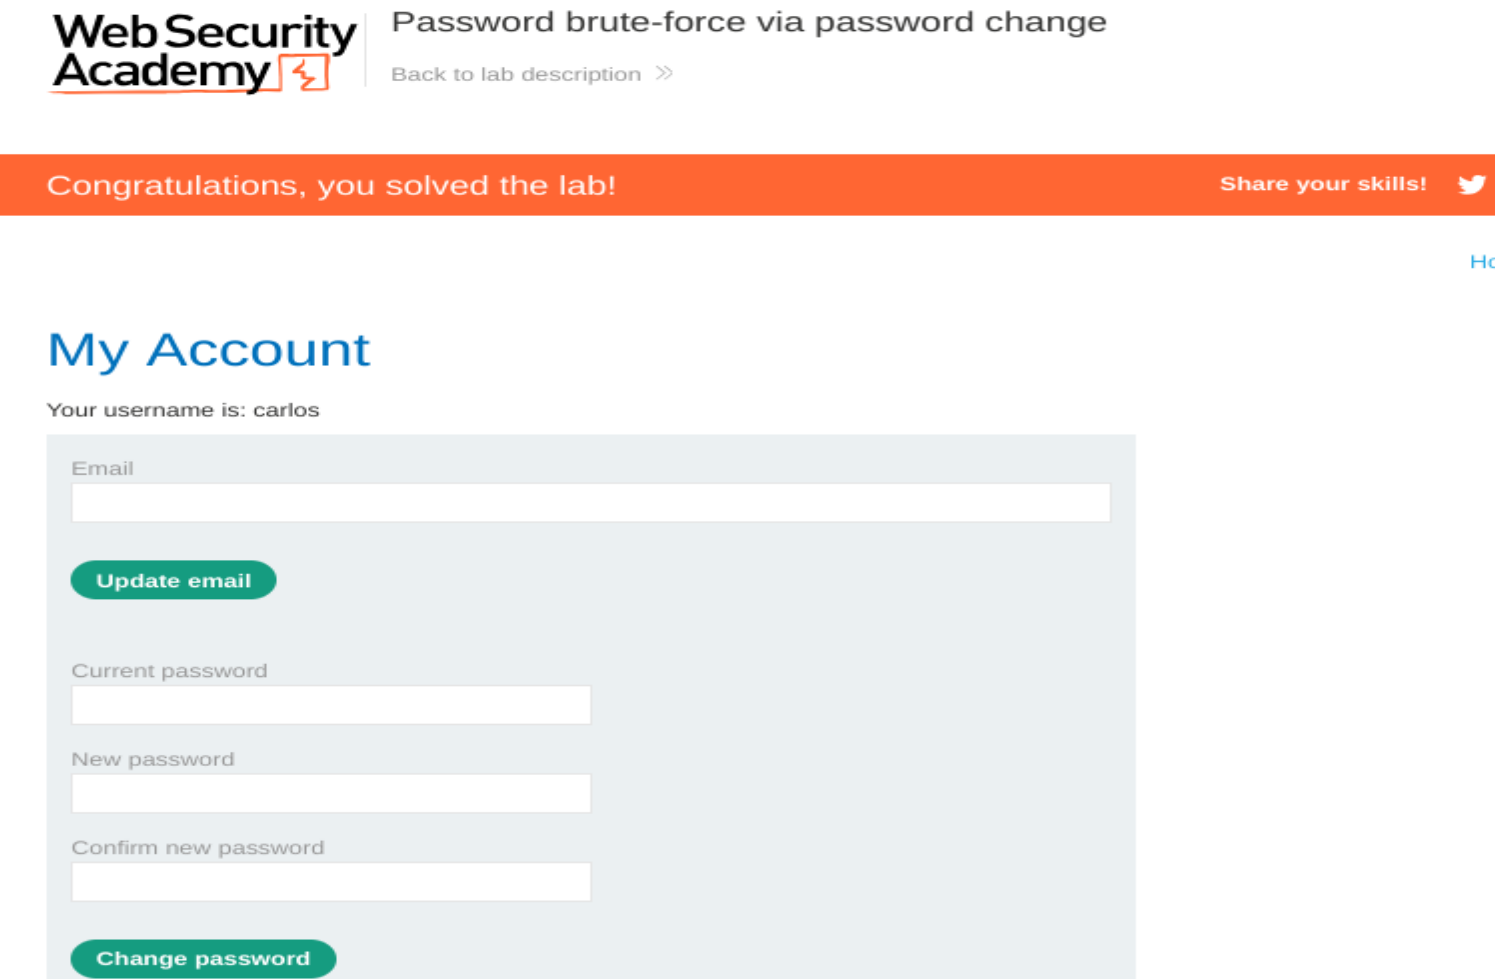 Web Security
Academy
Password brute-force via password change
Back to lab description
Congratulations, you solved the lab!
Share your skills!
My Account
Your username is: carlos
Email
Update email
Current password
New password
Confirm new password
Change password